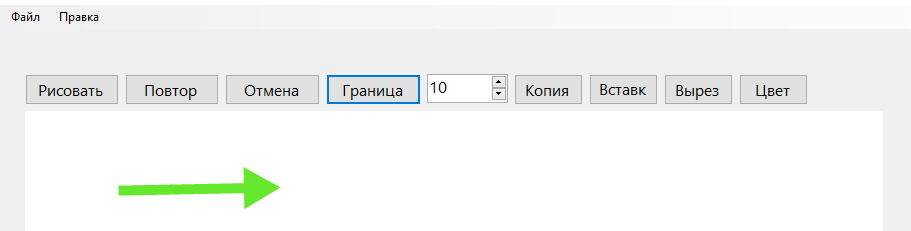 Файл Правка
Рисовать Повтор Отмена Граница 10 Копия Вставк Вырез Цвет